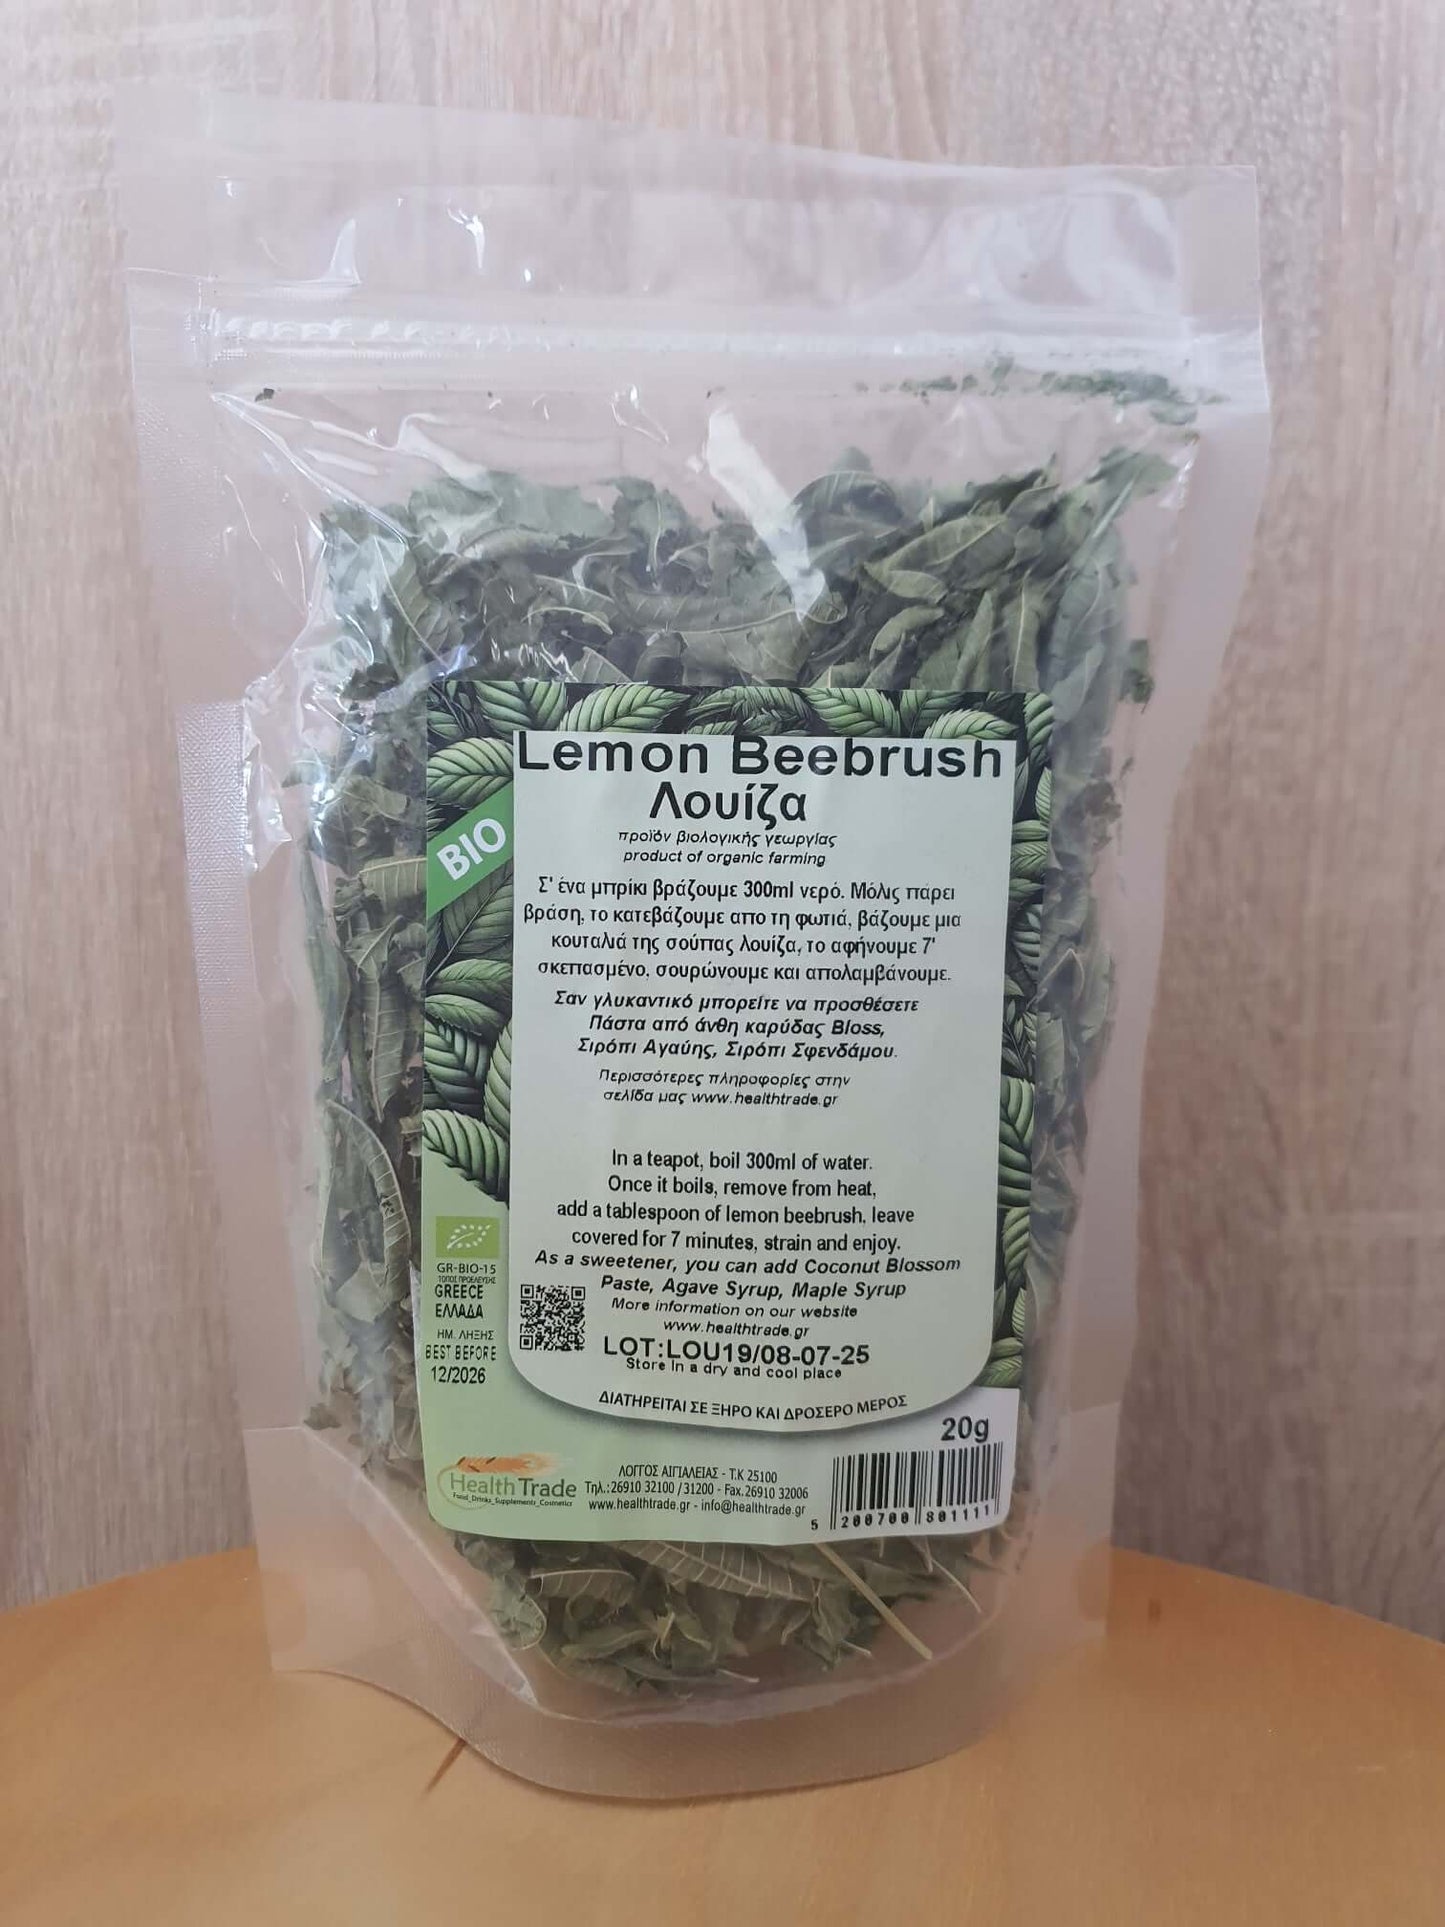 Lemon Beebrush
Λουίζα
προϊόν βιολογικής γεωργίας
product of organic farming
BIO
Σ' ένα μπρίκι βράζουμε 300ml νερό. Μόλις πάρει
βράση, το κατεβάζουμε απο τη φωτιά, βάζουμε μια
κουταλιά της σούπας λουίζα, το αφήνουμε 7'
σκεπασμένο, σουρώνουμε και απολαμβάνουμε.
Σαν γλυκαντικό μπορείτε να προσθέσετε
Πάστα από άνθη καρύδας Bloss,
Σιρόπι Αγαύης, Σιρόπι Σφενδάμου.
Περισσότερες πληροφορίες στην
σελίδα μας www.healthtrade.gr
In a teapot, boil 300ml of water.
Once it boils, remove from heat,
add a tablespoon of lemon beebrush, leave
covered for 7 minutes, strain and enjoy.
As a sweetener, you can add Coconut Blossom
Paste, Agave Syrup, Maple Syrup
More information on our website
www.healthtrade.gr
LOT:LOU19/08-07-25
Store in a dry and cool place
ΔΙΑΤΗΡΕΙΤΑΙ ΣΕ ΞΗΡΟ ΚΑΙ ΔΡΟΣΕΡΟ ΜΕΡΟΣ
GR-BIO-15
ΤΟΠΟΣ ΠΡΟΕΛΕΥΣΗΣ
GREECE
ΕΛΛΑΔΑ
ΗΜ. ΛΗΞΗΣ
BEST BEFORE
12/2026
20g
Health Trade
Food_Drinks_Supplements_Cosmetics
ΛΟΓΓΟΣ ΑΙΓΙΑΛΕΙΑΣ - Τ.Κ 25100
Τηλ.:26910 32100 /31200 - Fax.26910 32006
www.healthtrade.gr - info@healthtrade.gr
5 200700 801111